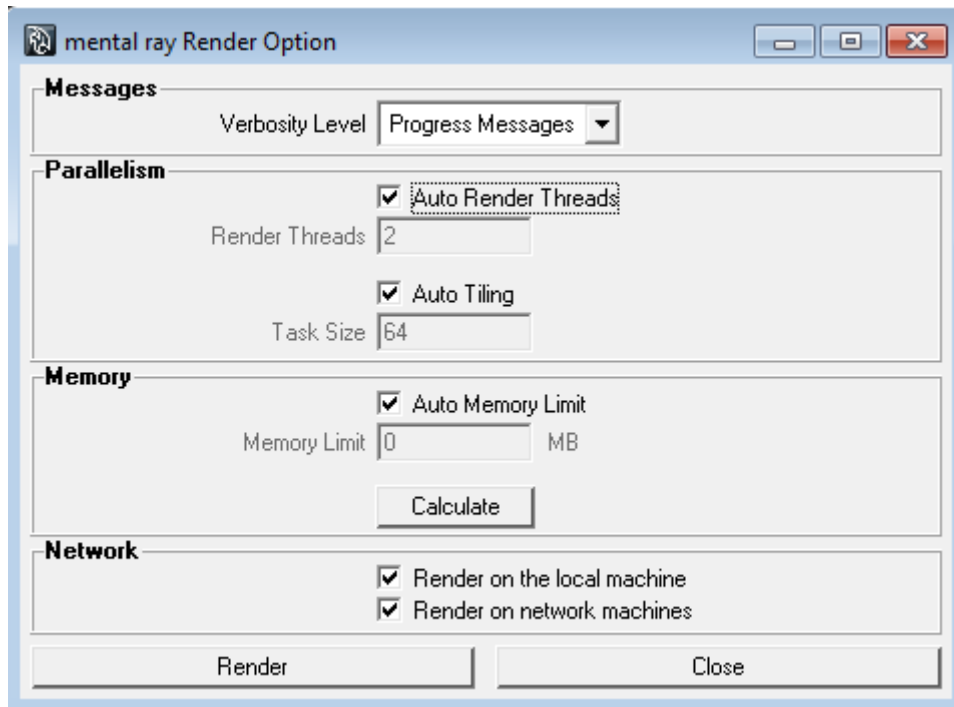 mental ray Render Option
Messages
Verbosity Level Progress Messages
Parallelism
Auto Render Threads
Render Threads 2
Auto Tiling
Task Size 64
Memory
Auto Memory Limit
Memory Limit 0 MB
Calculate
Network
Render on the local machine
Render on network machines
Render Close